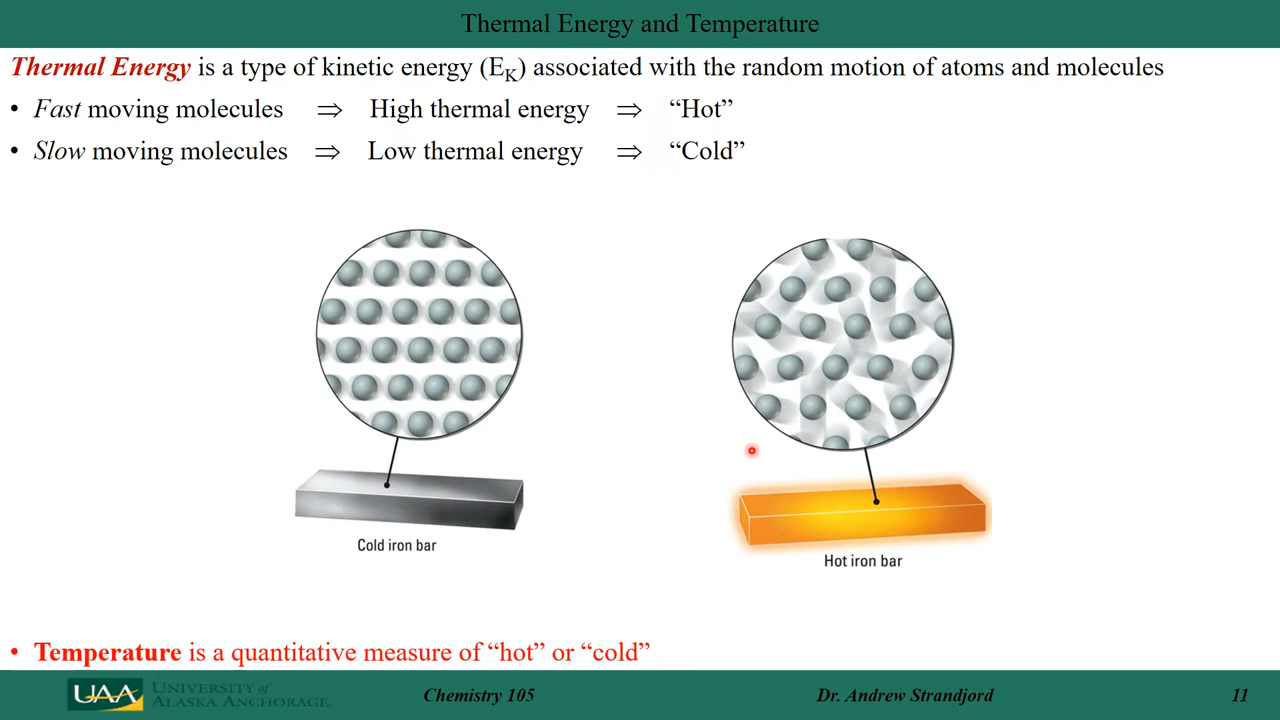 Thermal Energy and Temperature
Thermal Energy is a type of kinetic energy (EK) associated with the random motion of atoms and molecules
• Fast moving molecules ⇒ High thermal energy ⇒ “Hot”
• Slow moving molecules ⇒ Low thermal energy ⇒ “Cold”
Cold iron bar
Hot iron bar
• Temperature is a quantitative measure of “hot” or “cold”
UAA UNIVERSITY of
ALASKA ANCHORAGE.
Chemistry 105
Dr. Andrew Strandjord
11